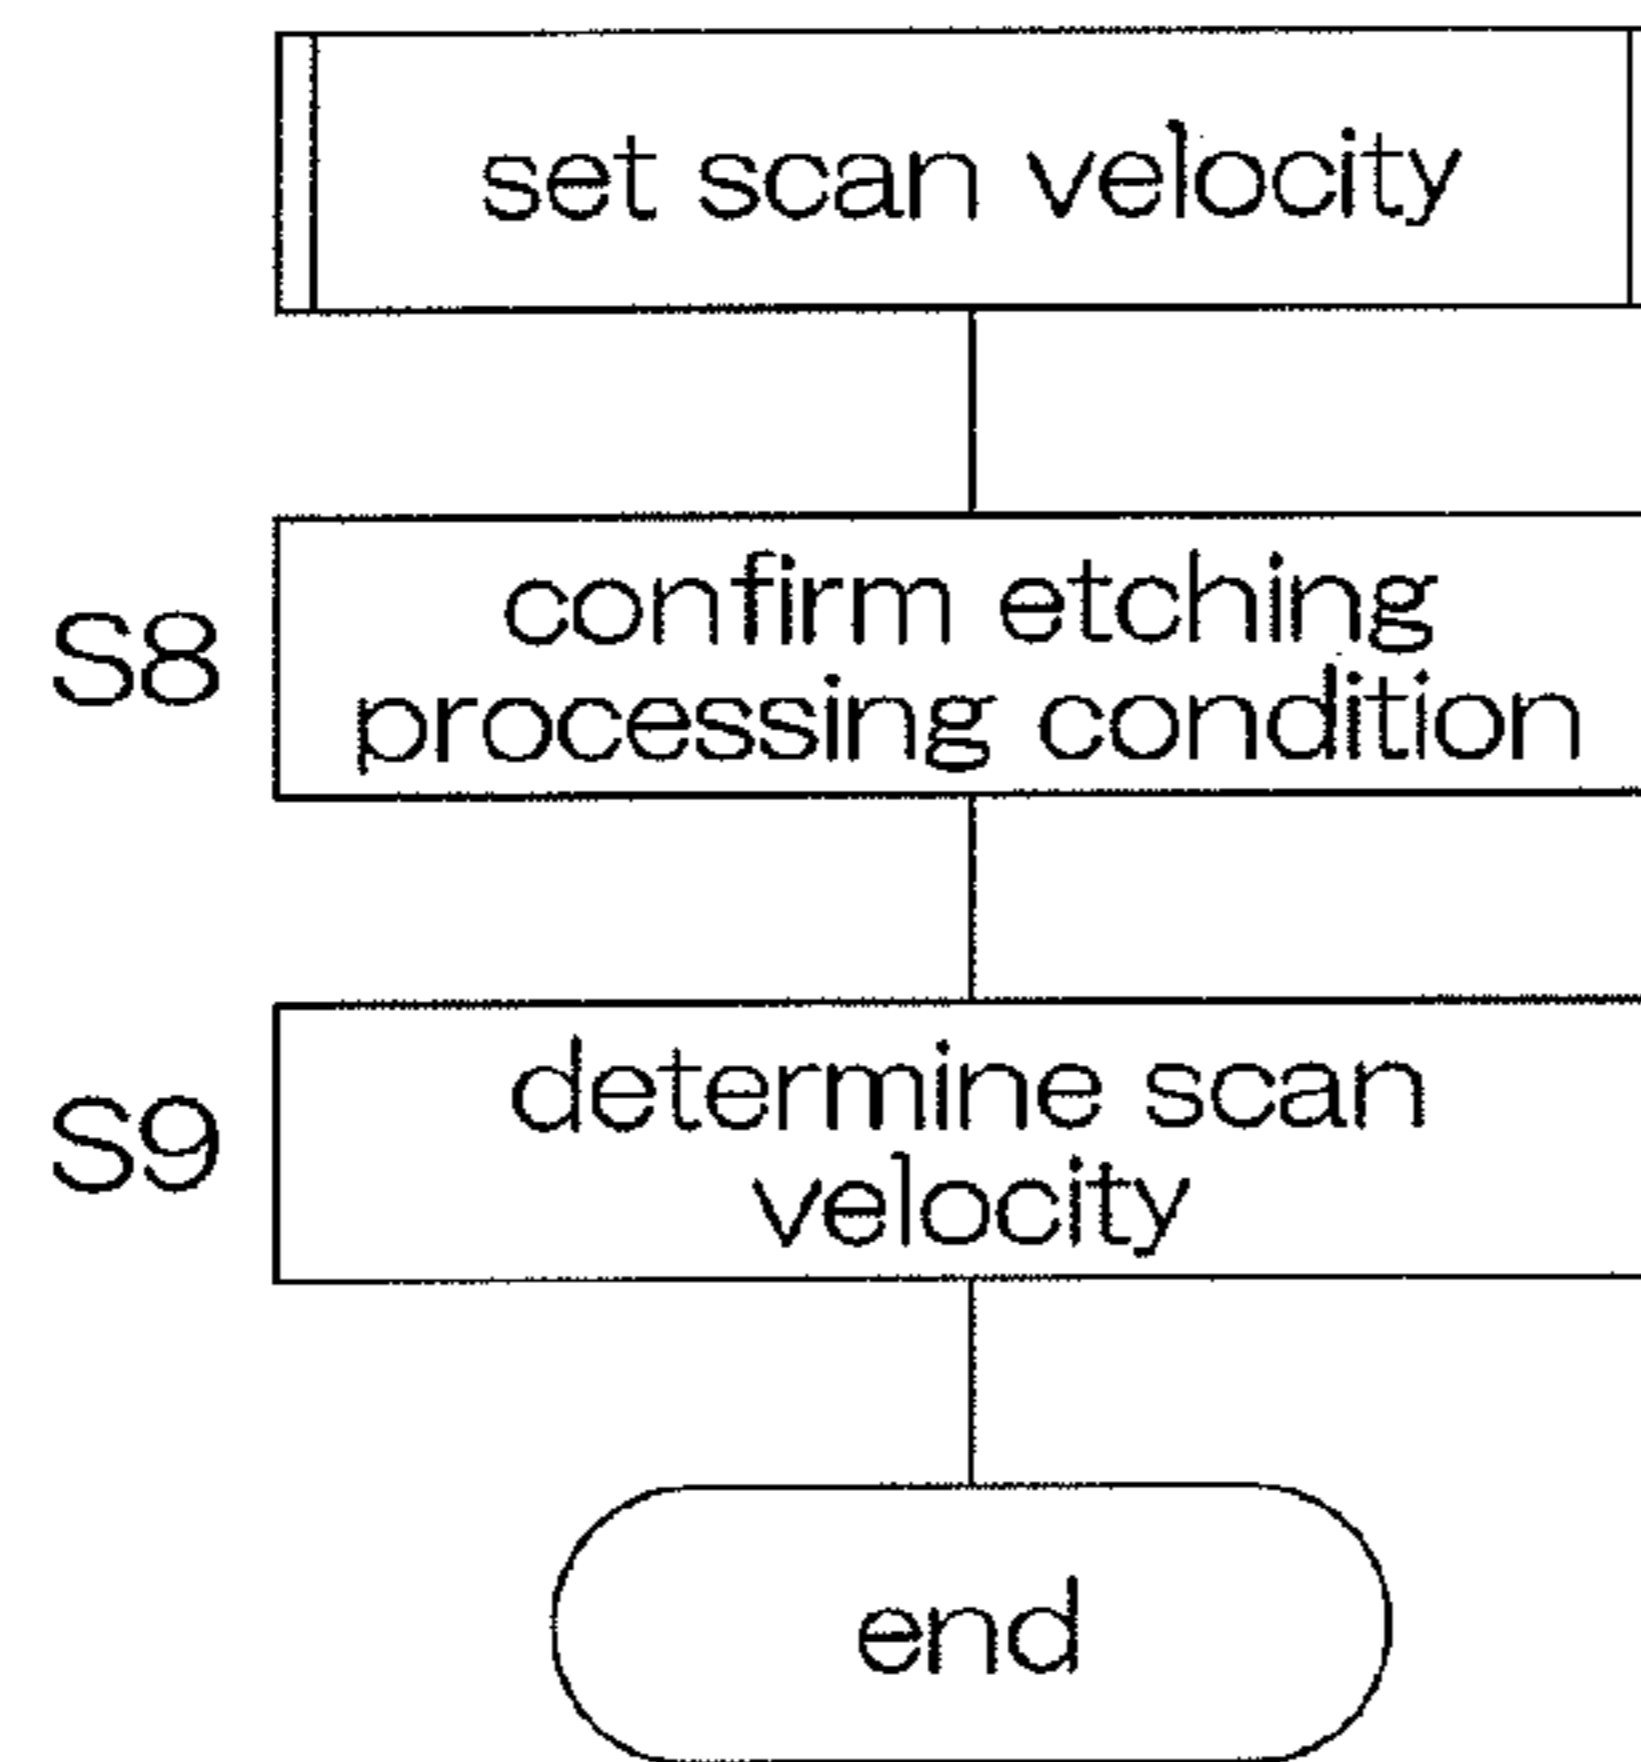 set scan velocity
S8
confirm etching
processing condition
S9
determine scan
velocity
end